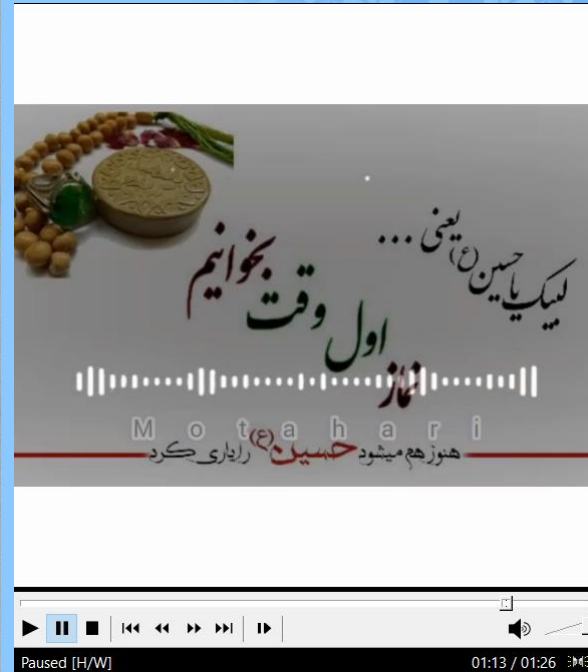 لبیک یا حسین (ع) یعنی ...
نماز اول وقت بخوانیم
Motahari
هنوز هم میشود حسین (ع) را یاری کرد
Paused [H/W]
01:13 / 01:26